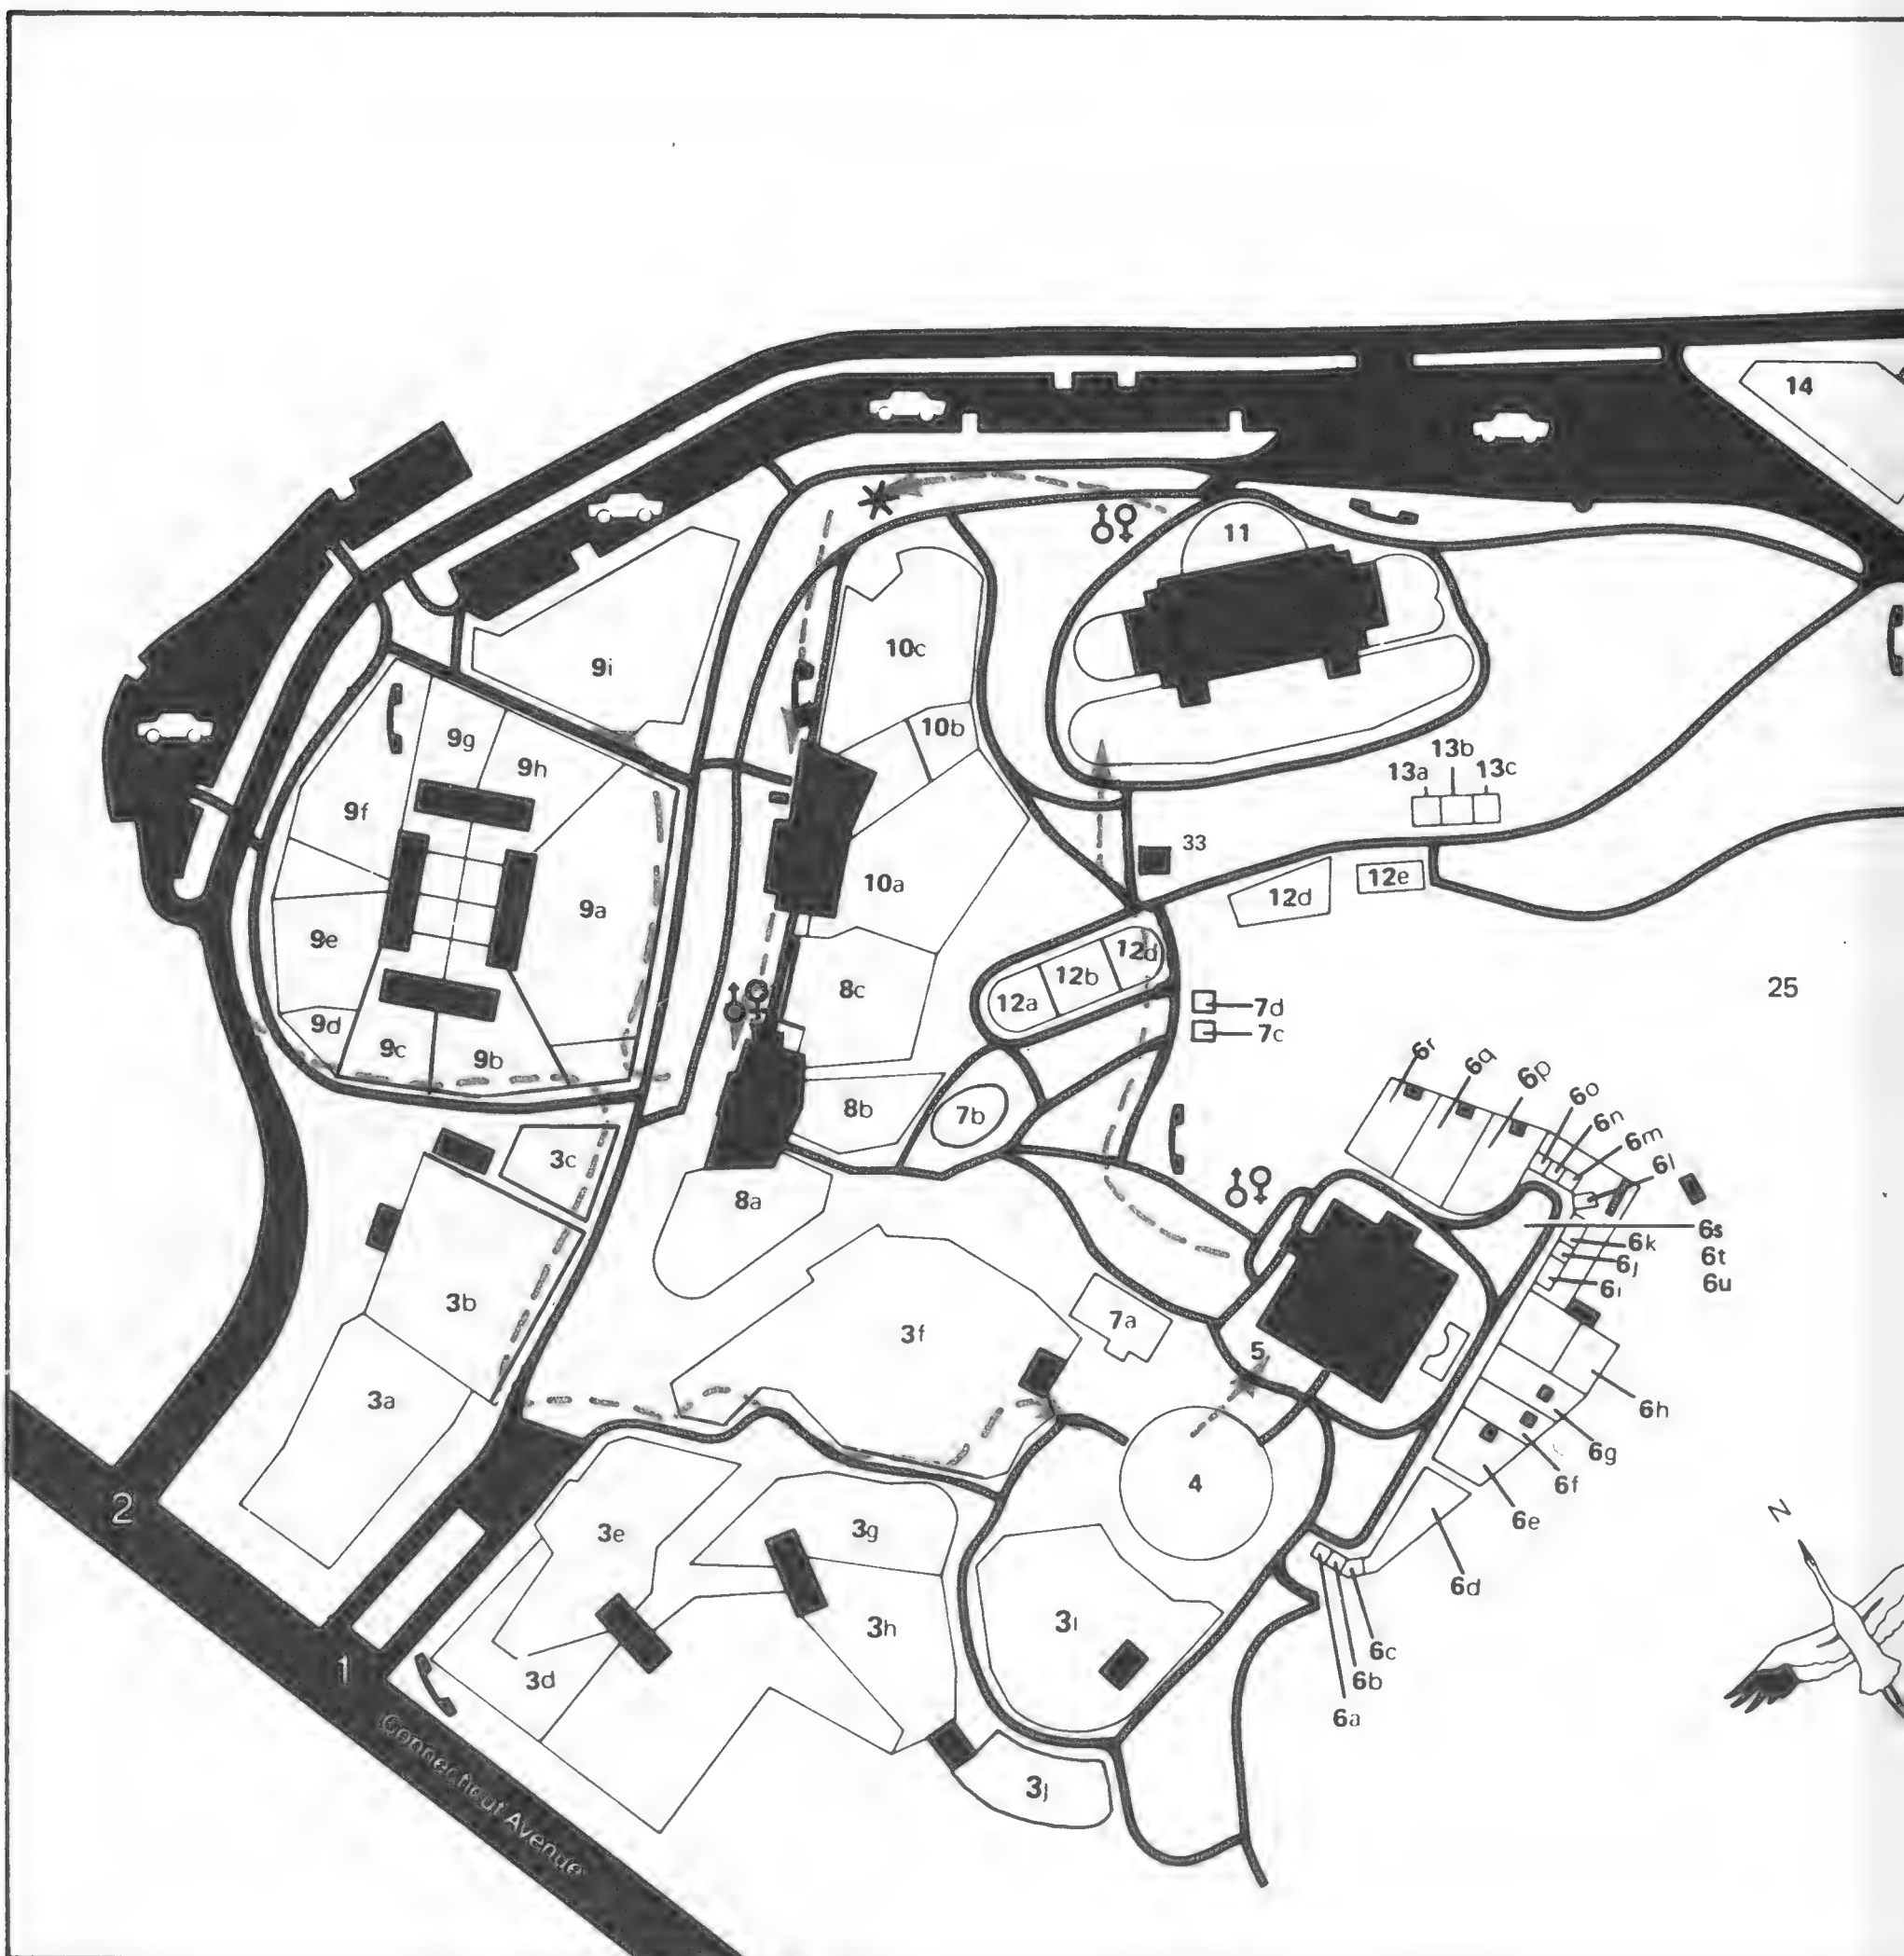 14
11
10c
9i
10b
9g
9h
13b
13a
13c
9f
33
10a
12e
12d
9a
9e
12d
12b
12a
25
8c
7d
7c
9d
9c
9b
6r
6q
6p
6o
6n
6m
6l
8b
7b
3c
8a
6s
6k
6t
6j
6u
6i
3b
7a
3f
5
3a
6h
6g
6f
4
6e
2
N
3e
3g
6d
3i
3h
6c
1
3d
6b
6a
Connecticut Avenue
3j